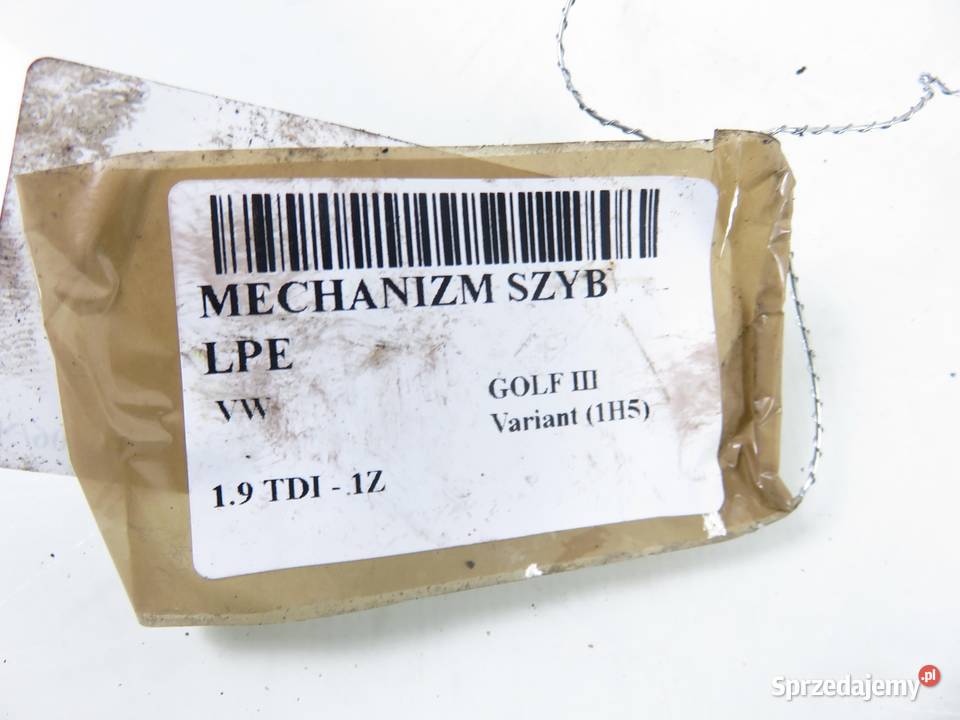 MECHANIZM SZYB
LPE
VW
GOLF III
Variant (1H5)
1.9 TDI - 1Z
Sprzedajemy.pl